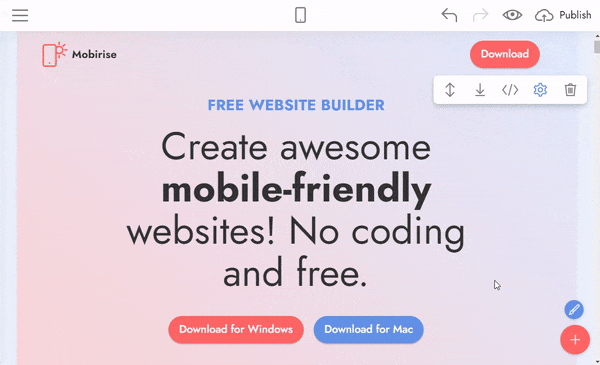 Publish
Mobirise
Download
</>
FREE WEBSITE BUILDER
Create awesome
mobile-friendly
websites! No coding
and free.
Download for Windows
Download for Mac